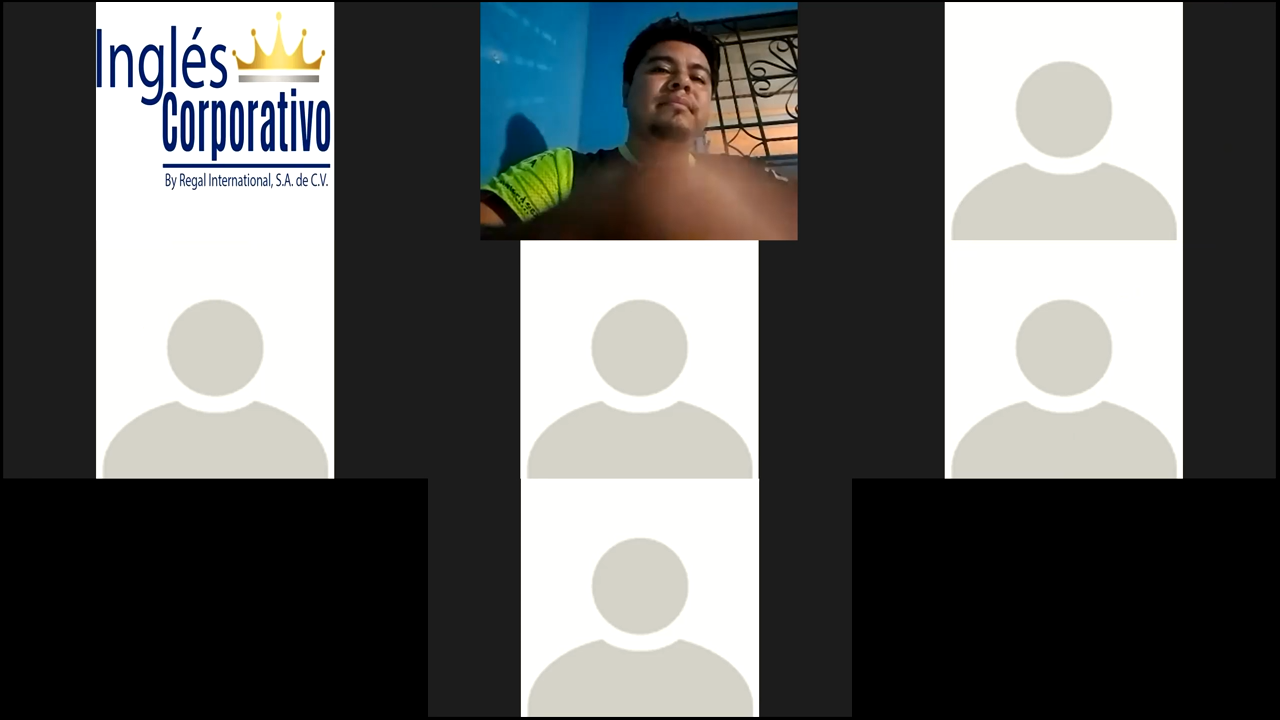 Inglés
Corporativo
By Regal International, S.A. de C.V.